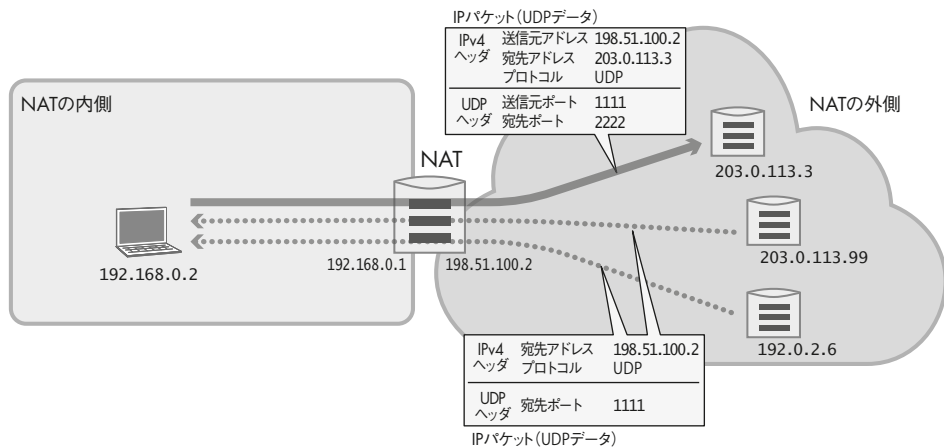 IPパケット(UDPデータ)
IPv4 送信元アドレス 198.51.100.2
ヘッダ 宛先アドレス 203.0.113.3
プロトコル UDP
UDP 送信元ポート 1111
ヘッダ 宛先ポート 2222
NATの内側
NATの外側
NAT
203.0.113.3
203.0.113.99
192.168.0.2
192.168.0.1
198.51.100.2
192.0.2.6
IPv4 宛先アドレス 198.51.100.2
ヘッダ プロトコル UDP
UDP
ヘッダ 宛先ポート 1111
IPパケット(UDPデータ)